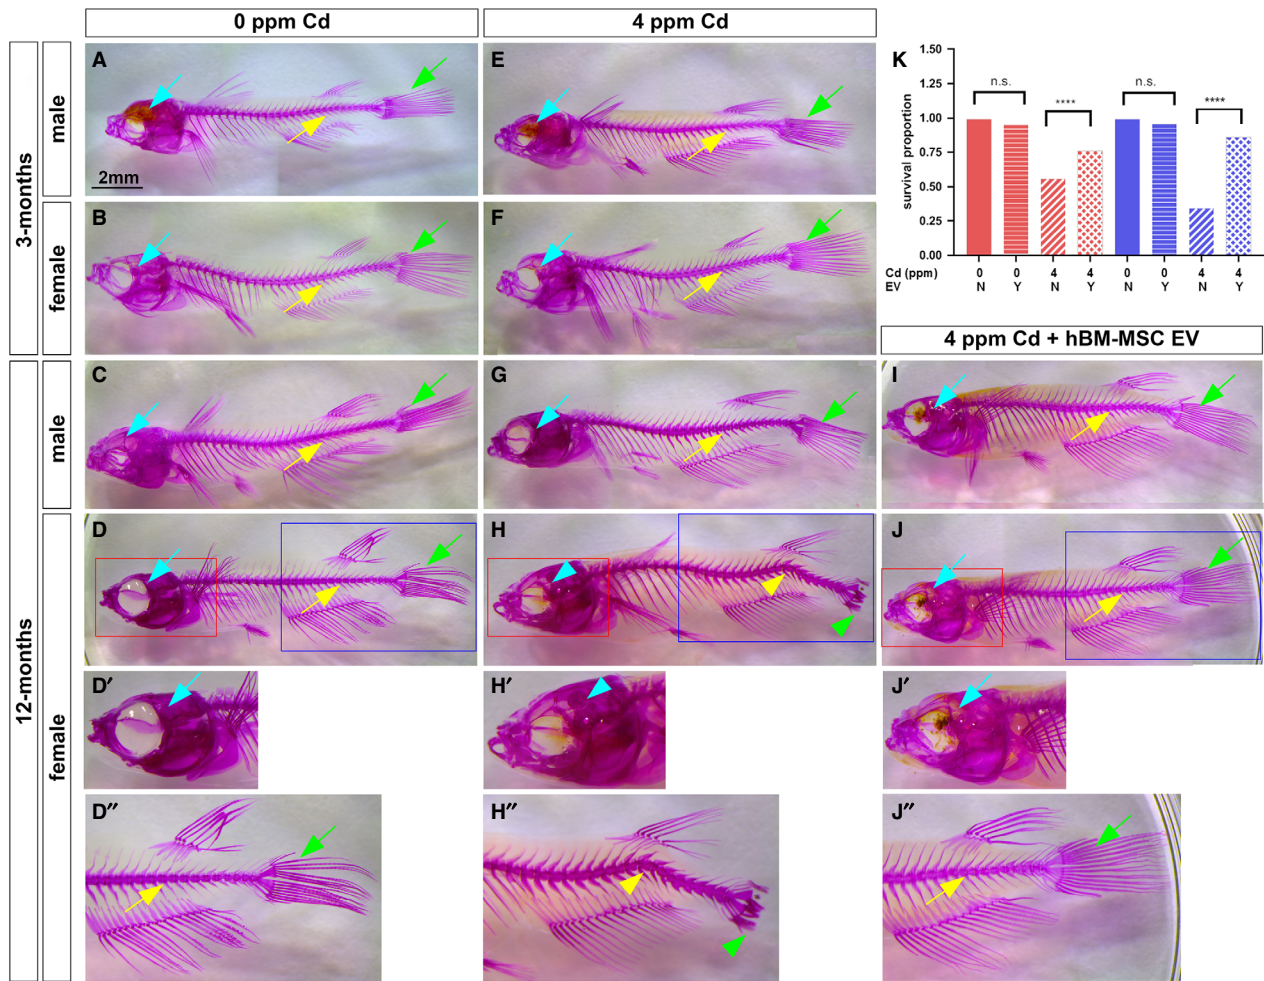 0 ppm Cd
4 ppm Cd
3-months
male
female
12-months
male
female
A
2mm
E
B
F
C
G
4 ppm Cd + hBM-MSC EV
I
D
H
J
D′
H′
J′
D″
H″
J″
K
survival proportion
1.50
1.25
1.00
0.75
0.50
0.25
0.00
n.s.
****
n.s.
****
Cd (ppm) 0 0 4 4 0 0 4 4
EV N Y N Y N Y N Y